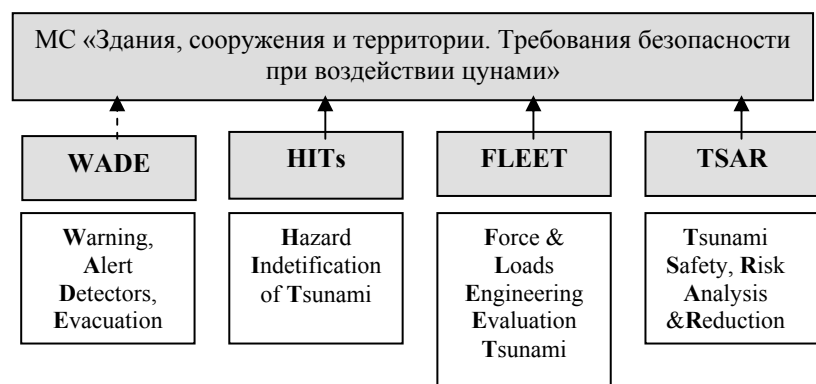 МС «Здания, сооружения и территории. Требования безопасности
при воздействии цунами»
WADE
HITs
FLEET
TSAR
Warning,
Alert
Detectors,
Evacuation
Hazard
Indetification
of Tsunami
Force &
Loads
Engineering
Evaluation
Tsunami
Tsunami
Safety, Risk
Analysis
&Reduction